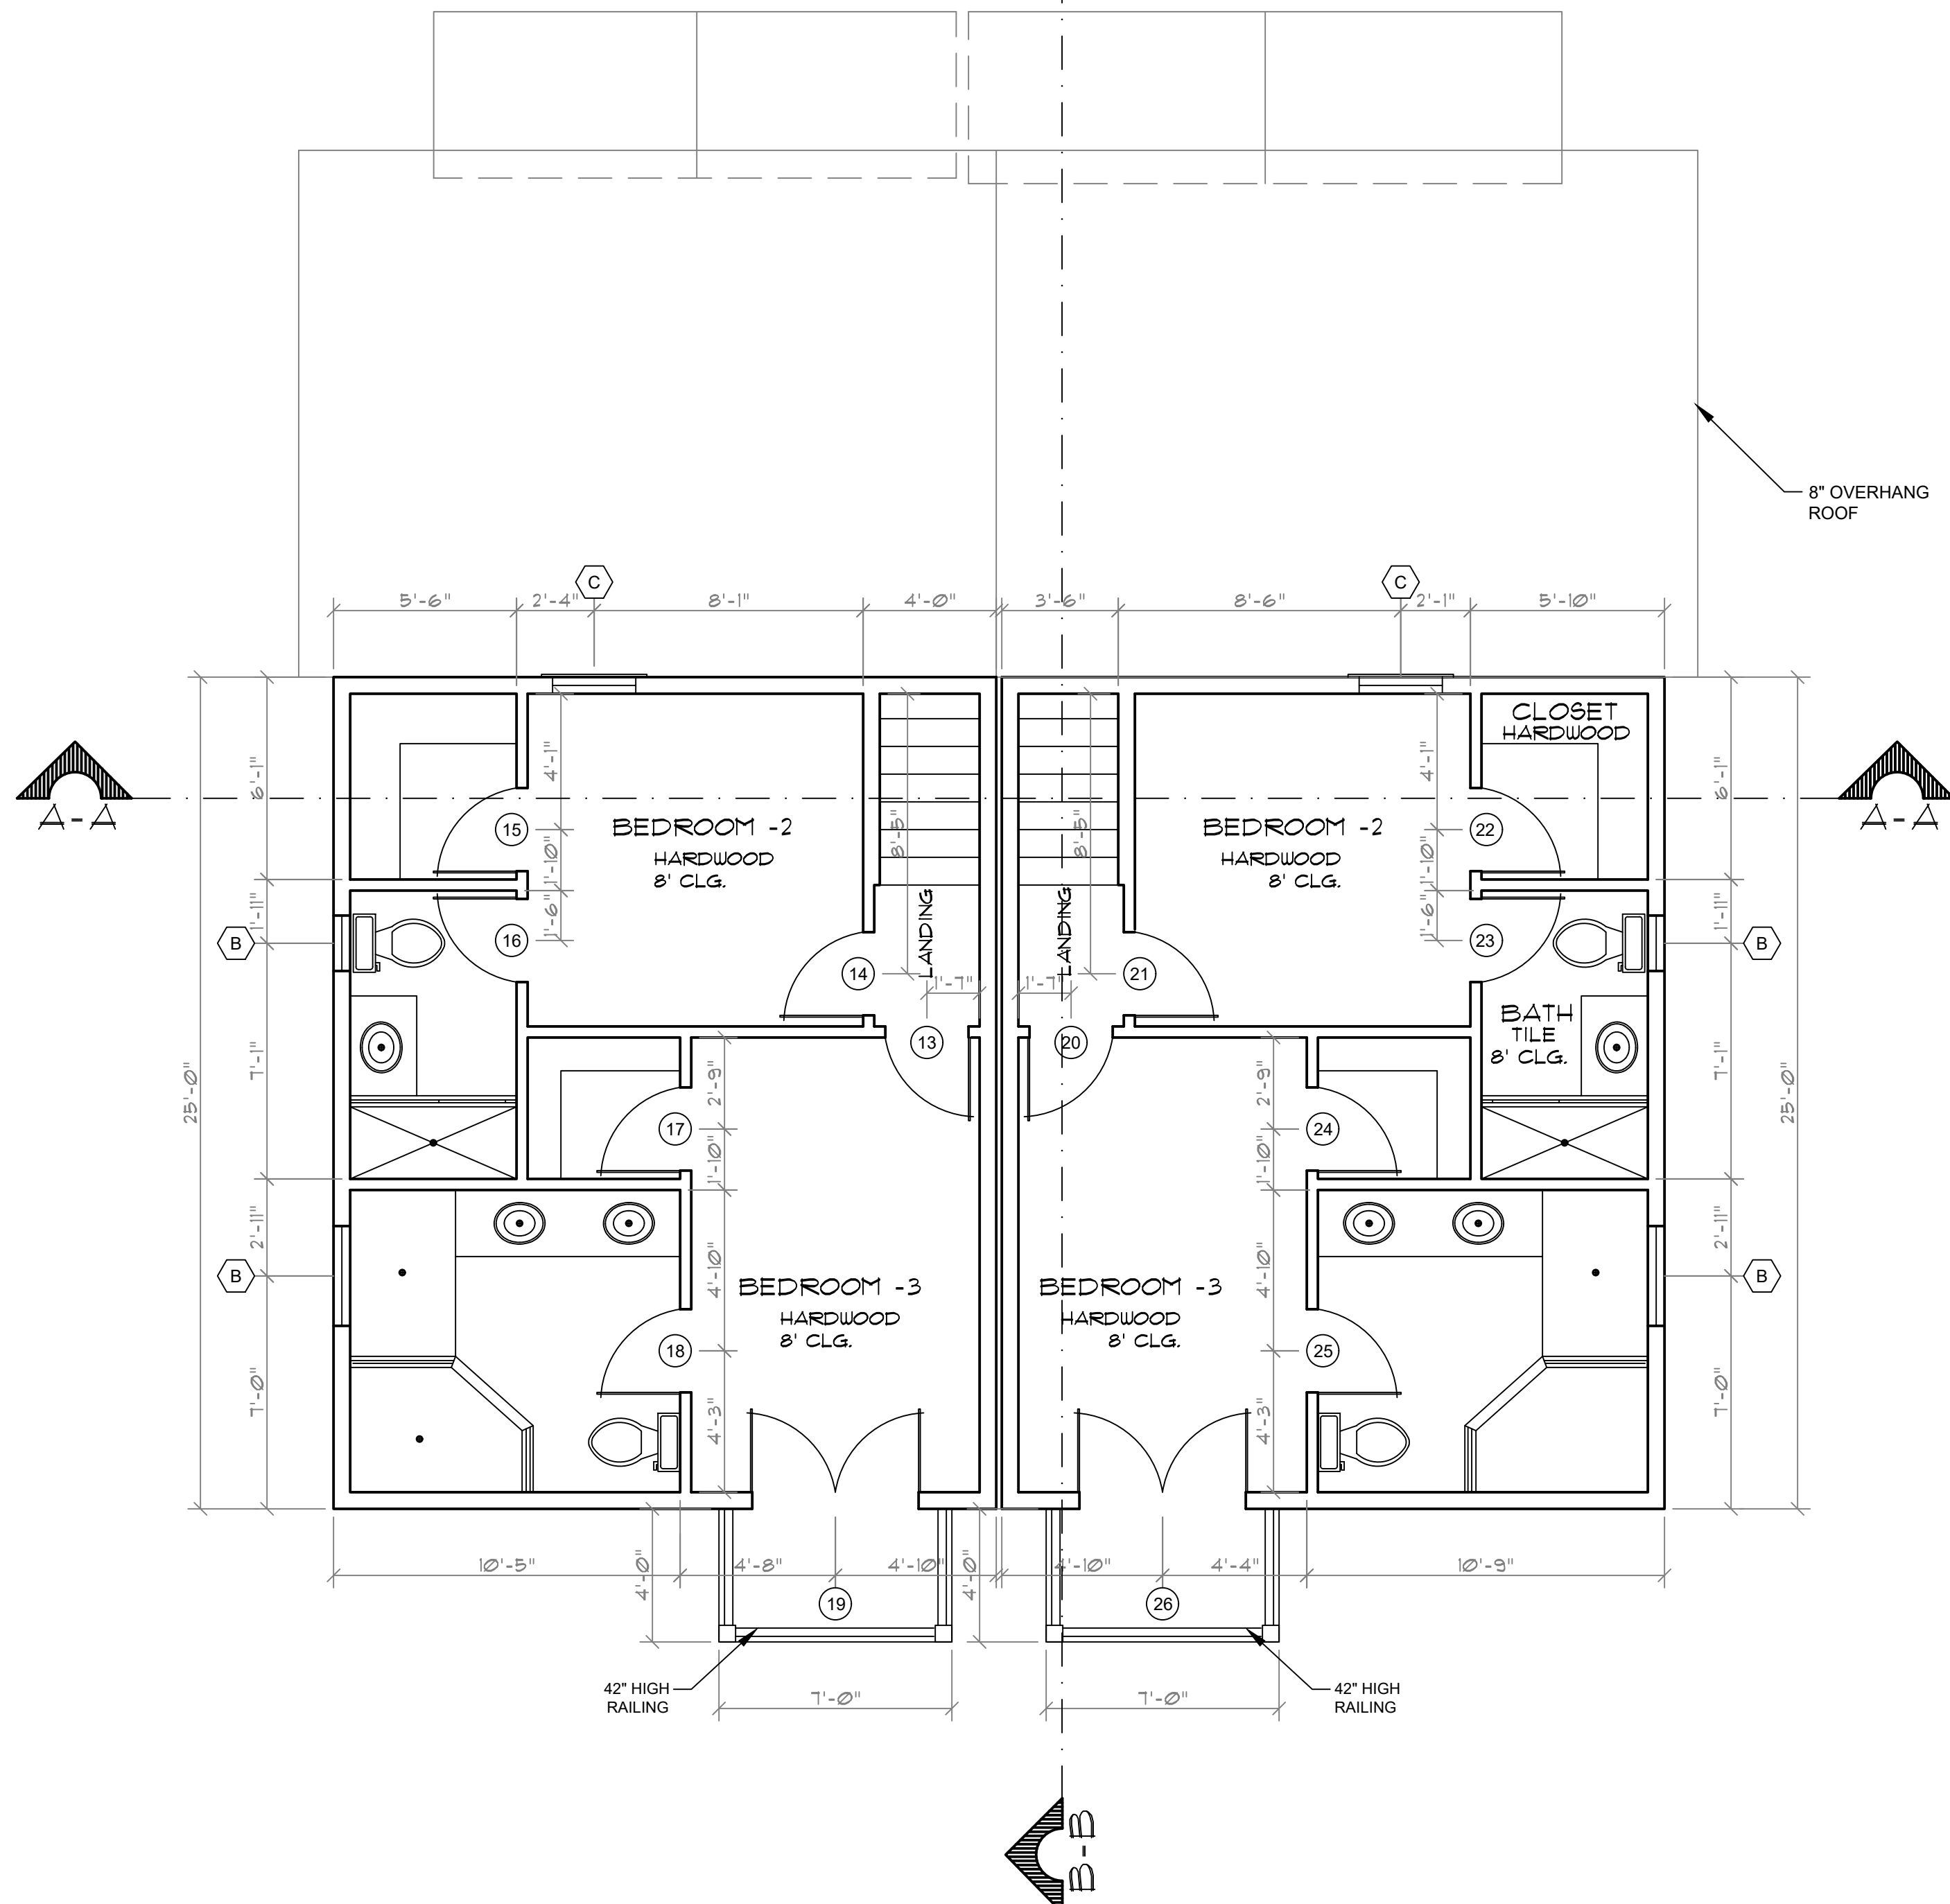 8" OVERHANG
ROOF
C
C
5'-6"
2'-4"
8'-1"
4'-0"
3'-6"
8'-6"
2'-1"
5'-10"
CLOSET
HARDWOOD
6'-1"
4'-1"
8'-5"
8'-5"
4'-1"
6'-1"
A-A
A-A
15
BEDROOM -2
HARDWOOD
8' CLG.
BEDROOM -2
HARDWOOD
8' CLG.
22
1'-10"
1'-10"
1'-11"
1'-6"
LANDING
LANDING
1'-6"
1'-11"
B
16
23
B
14
21
1'-7"
1'-7"
13
20
BATH
TILE
8' CLG.
25'-0"
7'-1"
2'-9"
2'-9"
7'-1"
25'-0"
17
24
1'-10"
1'-10"
2'-11"
4'-10"
4'-10"
2'-11"
B
B
BEDROOM -3
HARDWOOD
8' CLG.
BEDROOM -3
HARDWOOD
8' CLG.
18
25
7'-0"
4'-3"
4'-3"
7'-0"
10'-5"
4'-0"
4'-8"
4'-10"
4'-0"
4'-10"
4'-4"
10'-9"
19
26
42" HIGH
RAILING
7'-0"
7'-0"
42" HIGH
RAILING
B-B